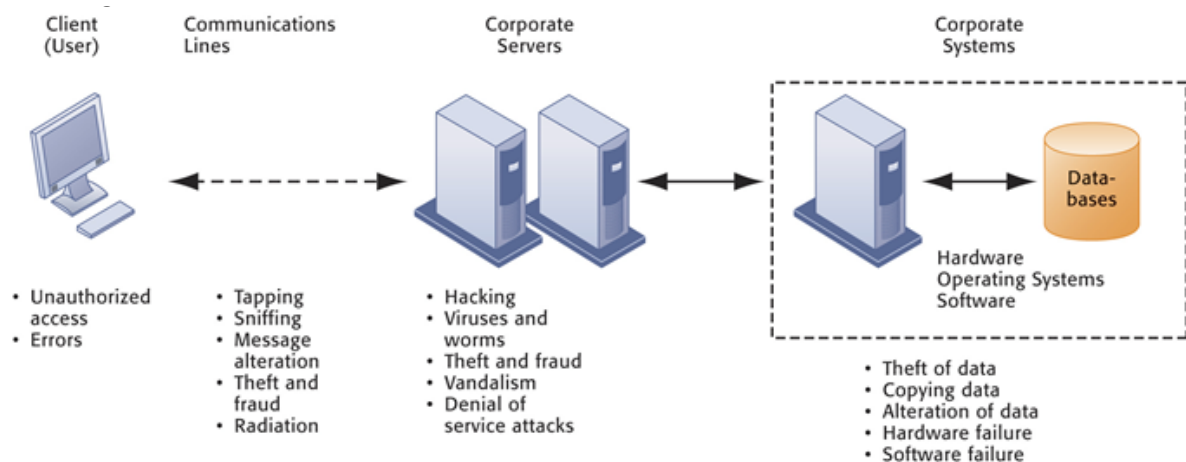 Client
(User)
Communications
Lines
Corporate
Servers
Corporate
Systems
Data-
bases
Hardware
Operating Systems
Software
• Unauthorized
access
• Errors
• Tapping
• Sniffing
• Message
alteration
• Theft and
fraud
• Radiation
• Hacking
• Viruses and
worms
• Theft and fraud
• Vandalism
• Denial of
service attacks
• Theft of data
• Copying data
• Alteration of data
• Hardware failure
• Software failure